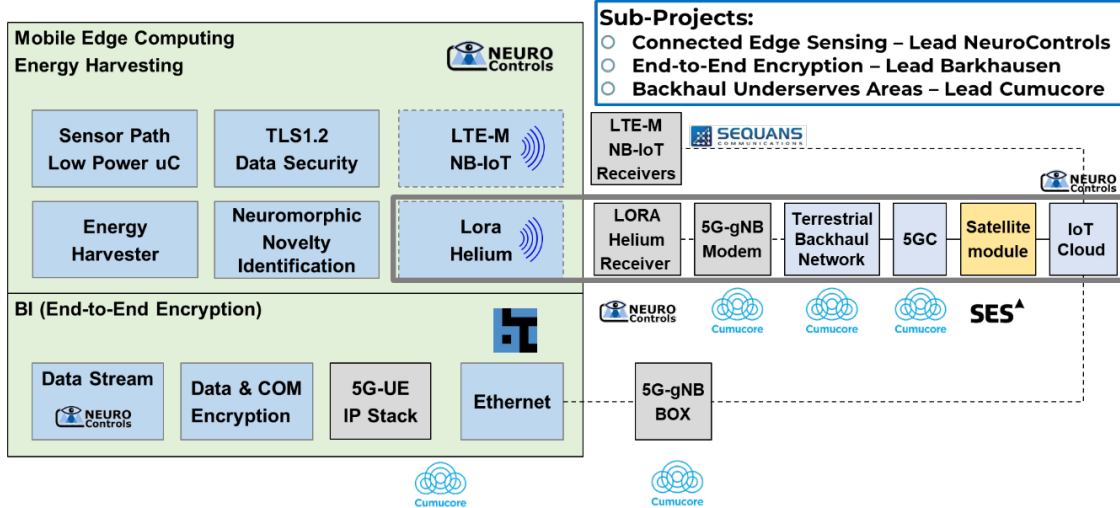 Mobile Edge Computing
Energy Harvesting
NEURO
Controls
Sub-Projects:
Connected Edge Sensing – Lead NeuroControls
End-to-End Encryption – Lead Barkhausen
Backhaul Underserves Areas – Lead Cumucore
Sensor Path
Low Power uC
TLS1.2
Data Security
LTE-M
NB-IoT
LTE-M
NB-IoT
Receivers
SEQUANS
COMMUNICATIONS
NEURO
Controls
Energy
Harvester
Neuromorphic
Novelty
Identification
Lora
Helium
LORA
Helium
Receiver
5G-gNB
Modem
Terrestrial
Backhaul
Network
5GC
Satellite
module
IoT
Cloud
BI (End-to-End Encryption)
NEURO
Controls
Cumucore
Cumucore
Cumucore
SES
Data Stream
NEURO
Controls
Data & COM
Encryption
5G-UE
IP Stack
Ethernet
5G-gNB
BOX
Cumucore
Cumucore